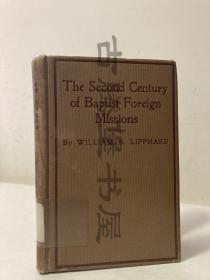 The Second Century
of Baptist Foreign
Missions
By WILLIAM B. LIPPHARD
古
书屋